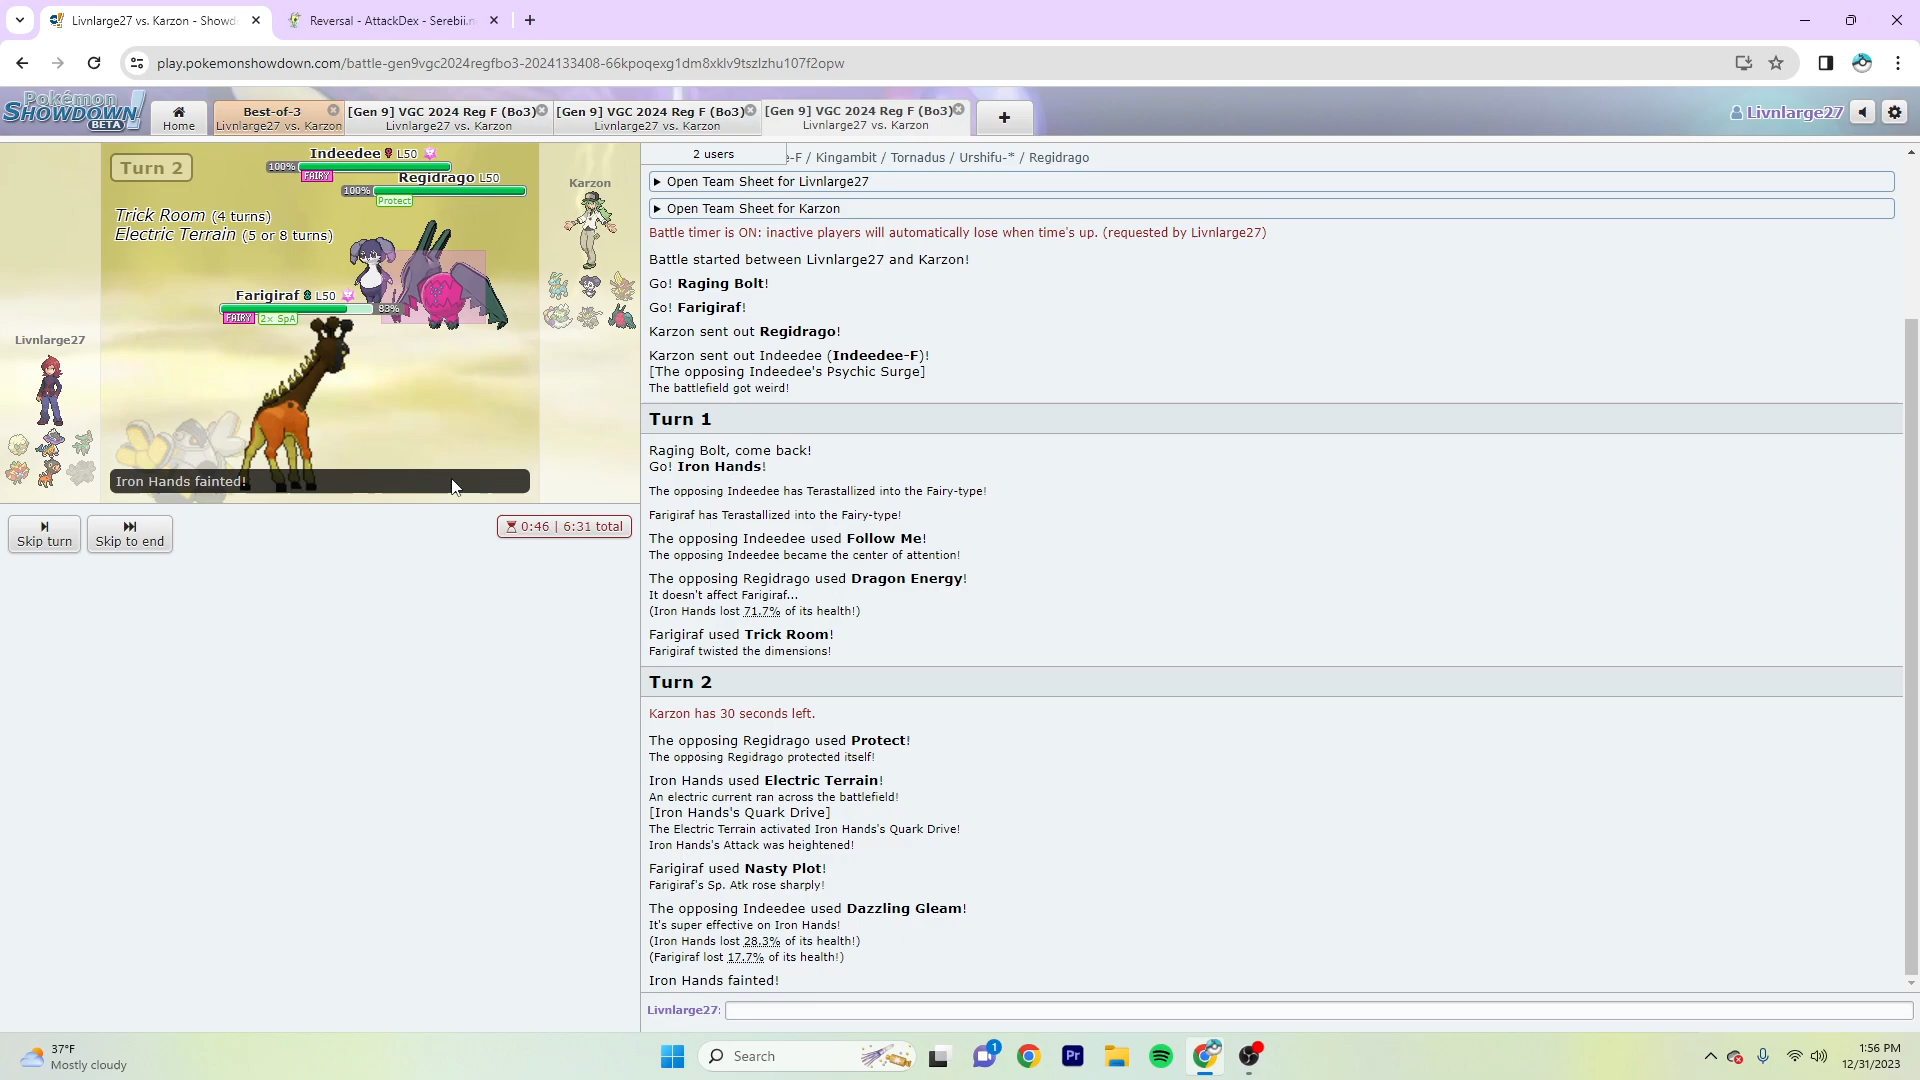 Livnlarge27 vs. Karzon - Showd
Reversal - AttackDex - Serebii.n
play.pokemonshowdown.com/battle-gen9vgc2024regfbo3-2024133408-66kpoqexg1dm8xklv9tszlzhu107f2opw
Pokémon
Showdown!
BETA
Home
Best-of-3
Livnlarge27 vs. Karzon
[Gen 9] VGC 2024 Reg F (Bo3)
Livnlarge27 vs. Karzon
[Gen 9] VGC 2024 Reg F (Bo3)
Livnlarge27 vs. Karzon
[Gen 9] VGC 2024 Reg F (Bo3)
Livnlarge27 vs. Karzon
Livnlarge27
Turn 2
Indeedee L50
100%
FAIRY
Regidrago L50
100%
Protect
Trick Room (4 turns)
Electric Terrain (5 or 8 turns)
Farigiraf L50
83%
FAIRY 2x SpA
Karzon
Livnlarge27
Iron Hands fainted!
Skip turn
Skip to end
0:46 | 6:31 total
2 users
e-F / Kingambit / Tornadus / Urshifu-* / Regidrago
Open Team Sheet for Livnlarge27
Open Team Sheet for Karzon
Battle timer is ON: inactive players will automatically lose when time's up. (requested by Livnlarge27)
Battle started between Livnlarge27 and Karzon!
Go! Raging Bolt!
Go! Farigiraf!
Karzon sent out Regidrago!
Karzon sent out Indeedee (Indeedee-F)!
[The opposing Indeedee's Psychic Surge]
The battlefield got weird!
Turn 1
Raging Bolt, come back!
Go! Iron Hands!
The opposing Indeedee has Terastallized into the Fairy-type!
Farigiraf has Terastallized into the Fairy-type!
The opposing Indeedee used Follow Me!
The opposing Indeedee became the center of attention!
The opposing Regidrago used Dragon Energy!
It doesn't affect Farigiraf...
(Iron Hands lost 71.7% of its health!)
Farigiraf used Trick Room!
Farigiraf twisted the dimensions!
Turn 2
Karzon has 30 seconds left.
The opposing Regidrago used Protect!
The opposing Regidrago protected itself!
Iron Hands used Electric Terrain!
An electric current ran across the battlefield!
[Iron Hands's Quark Drive]
The Electric Terrain activated Iron Hands's Quark Drive!
Iron Hands's Attack was heightened!
Farigiraf used Nasty Plot!
Farigiraf's Sp. Atk rose sharply!
The opposing Indeedee used Dazzling Gleam!
It's super effective on Iron Hands!
(Iron Hands lost 28.3% of its health!)
(Farigiraf lost 17.7% of its health!)
Iron Hands fainted!
Livnlarge27:
37°F
Mostly cloudy
Search
1
Pr
1:56 PM
12/31/2023